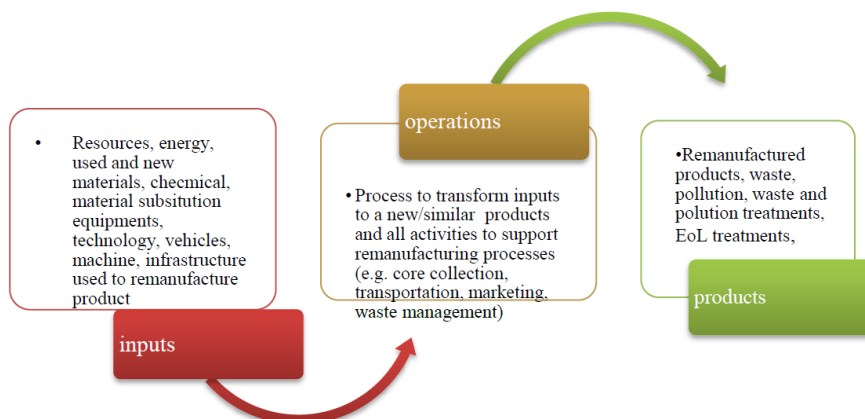 • Resources, energy,
used and new
materials, checmical,
material subsitution
equipments,
technology, vehicles,
machine, infrastructure
used to remanufacture
product
inputs
operations
• Process to transform inputs
to a new/similar products
and all activities to support
remanufacturing processes
(e.g. core collection,
transportation, marketing,
waste management)
•Remanufactured
products, waste,
pollution, waste and
polution treatments,
EoL treatments,
products